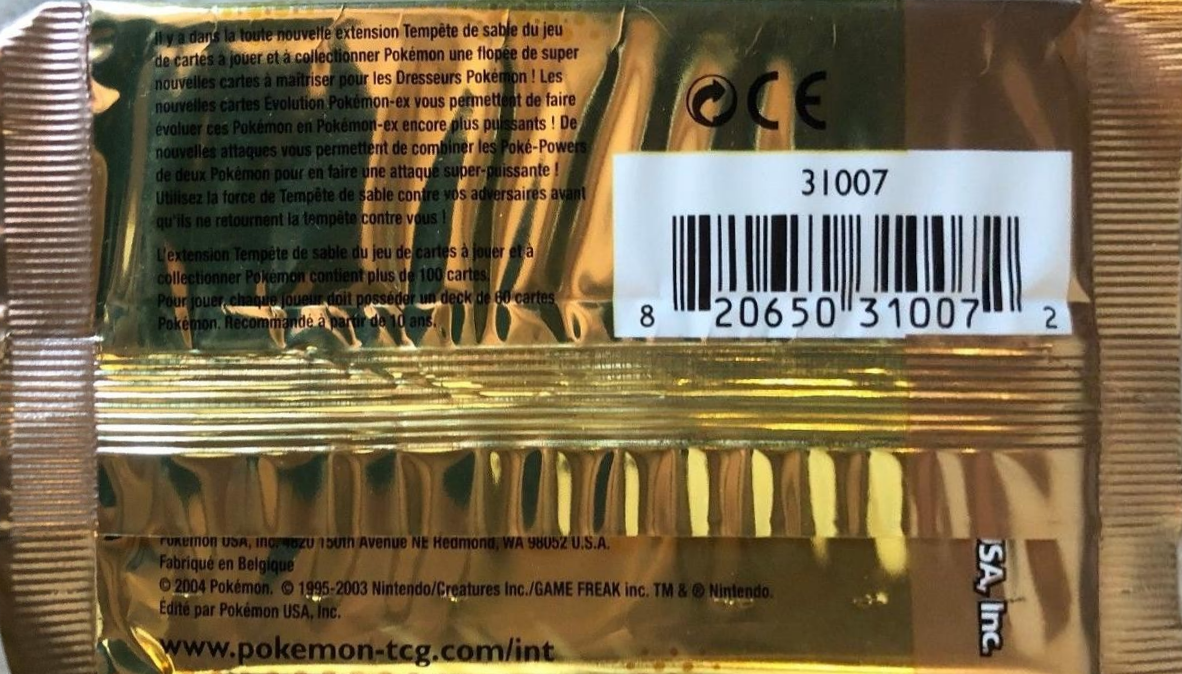 Il y a dans la toute nouvelle extension Tempête de sable du jeu
de cartes à jouer et à collectionner Pokémon une flopée de super
nouvelles cartes à maîtriser pour les Dresseurs Pokémon ! Les
nouvelles cartes Évolution Pokémon-ex vous permettent de faire
évoluer ces Pokémon en Pokémon-ex encore plus puissants ! De
nouvelles attaques vous permettent de combiner les Poké-Powers
de deux Pokémon pour en faire une attaque super-puissante !
Utilisez la force de Tempête de sable contre vos adversaires avant
qu'ils ne retournent la tempête contre vous !
L'extension Tempête de sable du jeu de cartes à jouer et à
collectionner Pokémon contient plus de 100 cartes.
Pour jouer, chaque joueur doit posséder un deck de 60 cartes
Pokémon. Recommandé à partir de 10 ans.
CE
31007
8 20650 31007 2
Pokémon USA, Inc. 4820 150th Avenue NE Redmond, WA 98052 U.S.A.
Fabriqué en Belgique
© 2004 Pokémon. © 1995-2003 Nintendo/Creatures Inc./GAME FREAK inc. TM & ® Nintendo.
Édité par Pokémon USA, Inc.
www.pokemon-tcg.com/int
SA, Inc.